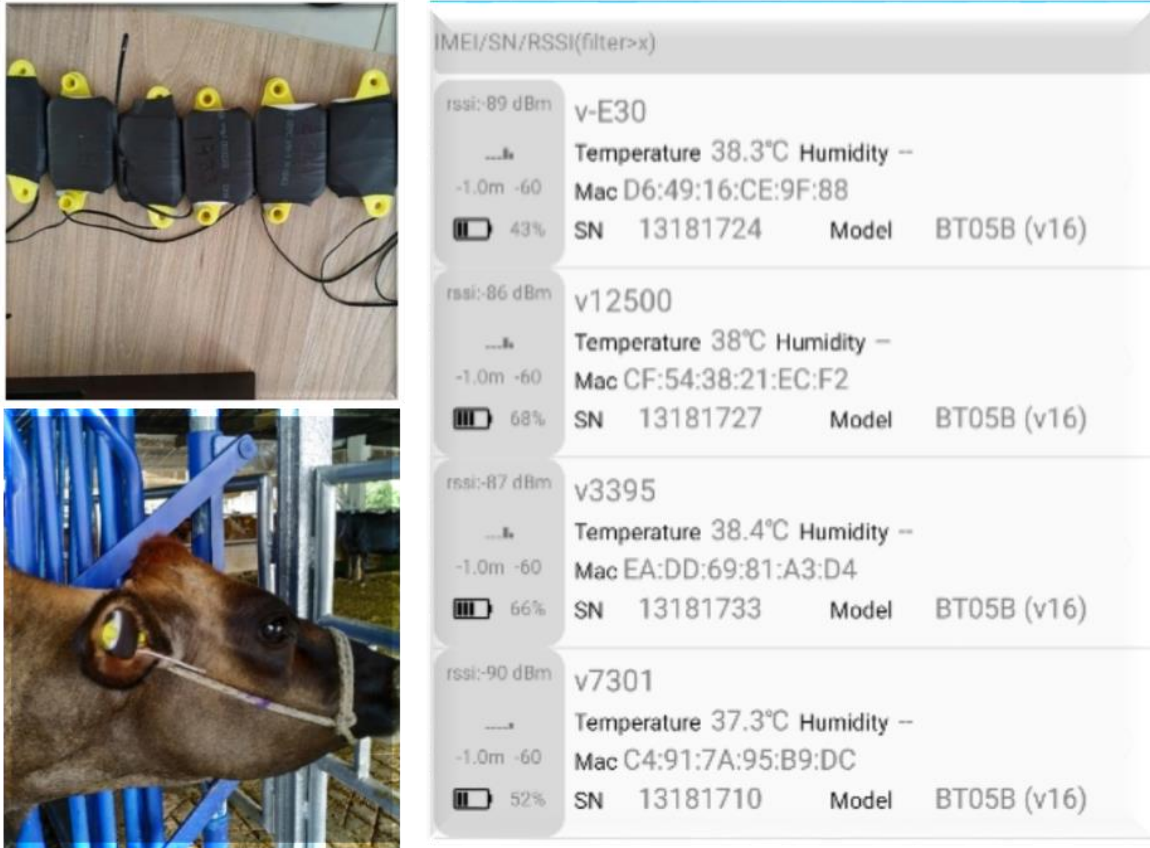 IMEI/SN/RSSI(filter>x)
rssi:-89 dBm
v-E30
Temperature 38.3°C Humidity --
-1.0m -60
Mac D6:49:16:CE:9F:88
43%
SN 13181724 Model BT05B (v16)
rssi:-86 dBm
v12500
Temperature 38°C Humidity --
-1.0m -60
Mac CF:54:38:21:EC:F2
68%
SN 13181727 Model BT05B (v16)
rssi:-87 dBm
v3395
Temperature 38.4°C Humidity --
-1.0m -60
Mac EA:DD:69:81:A3:D4
66%
SN 13181733 Model BT05B (v16)
rssi:-90 dBm
v7301
Temperature 37.3°C Humidity --
-1.0m -60
Mac C4:91:7A:95:B9:DC
52%
SN 13181710 Model BT05B (v16)